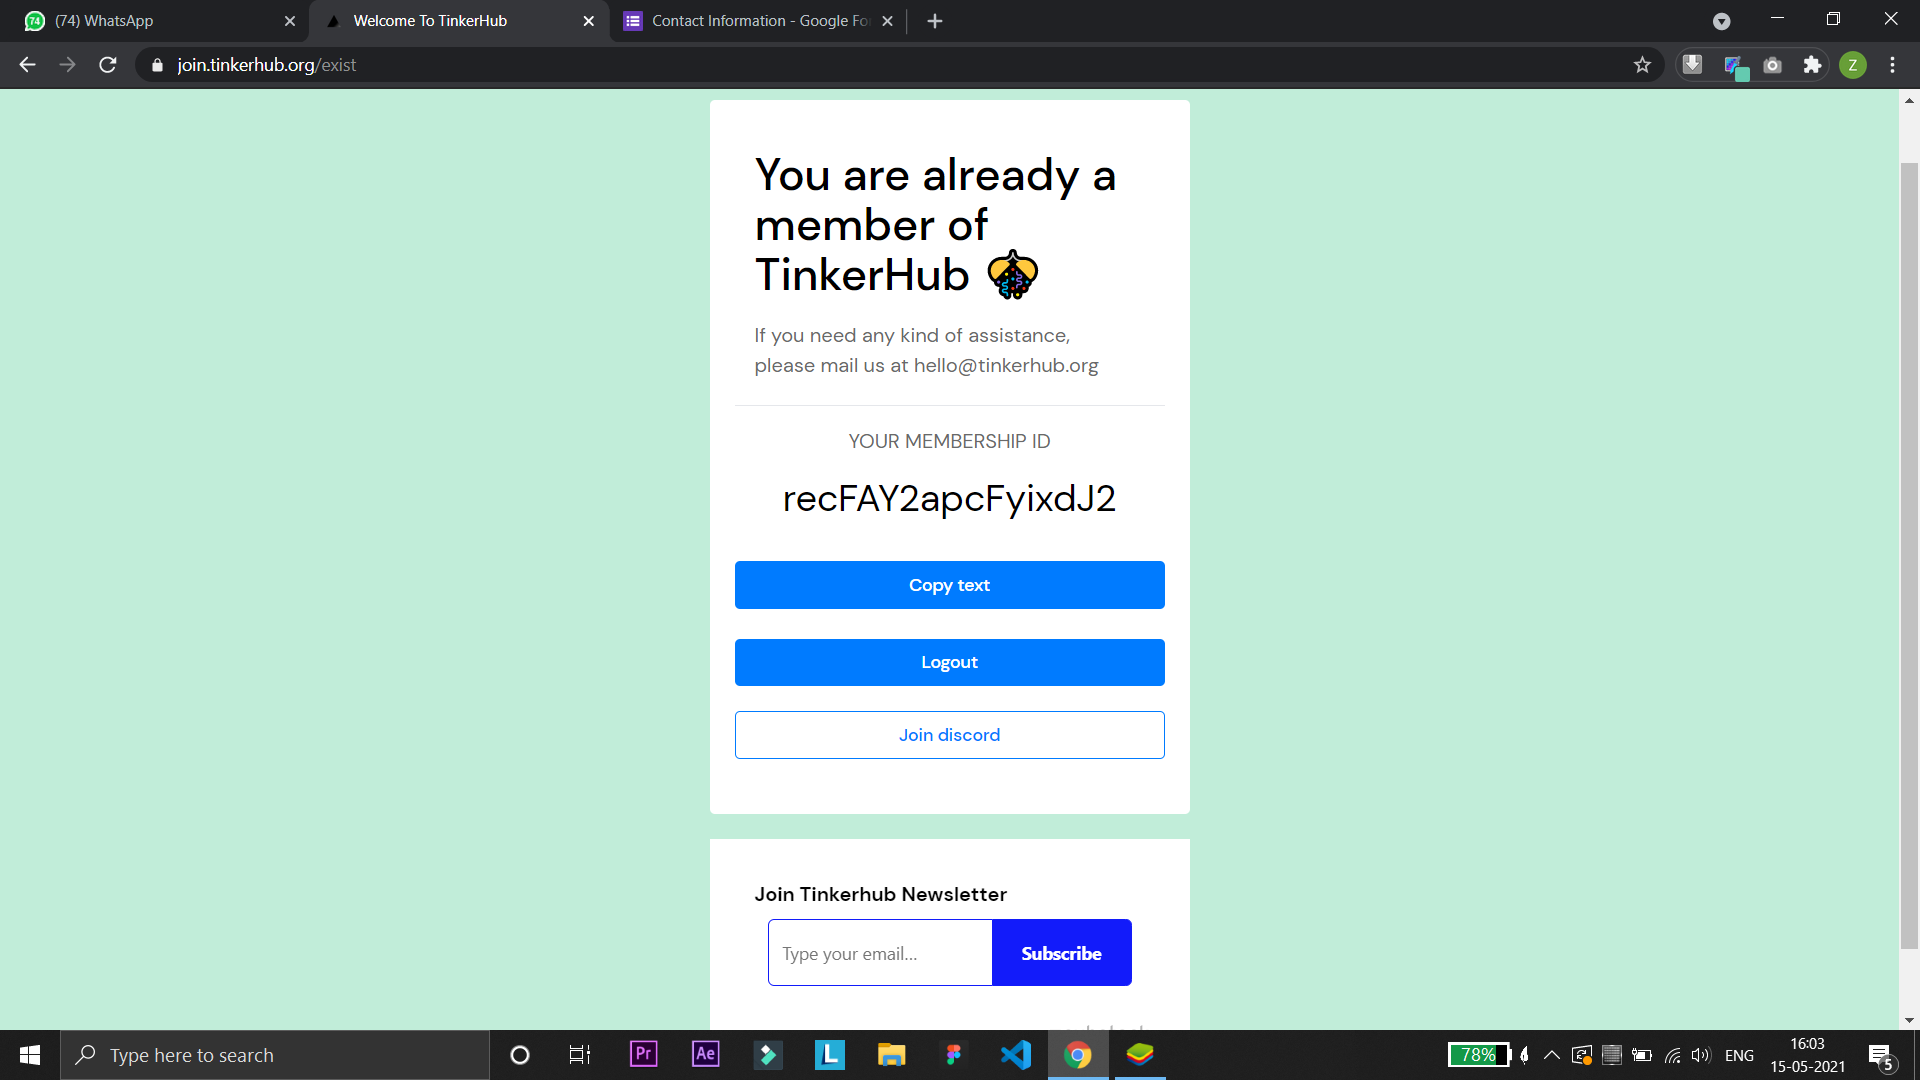 (74) WhatsApp
Welcome To TinkerHub
Contact Information - Google Fo
join.tinkerhub.org/exist
Z
You are already a
member of
TinkerHub
If you need any kind of assistance,
please mail us at hello@tinkerhub.org
YOUR MEMBERSHIP ID
recFAY2apcFyixdJ2
Copy text
Logout
Join discord
Join Tinkerhub Newsletter
Type your email...
Subscribe
Type here to search
Pr
Ae
L
78%
ENG
16:03
15-05-2021
5